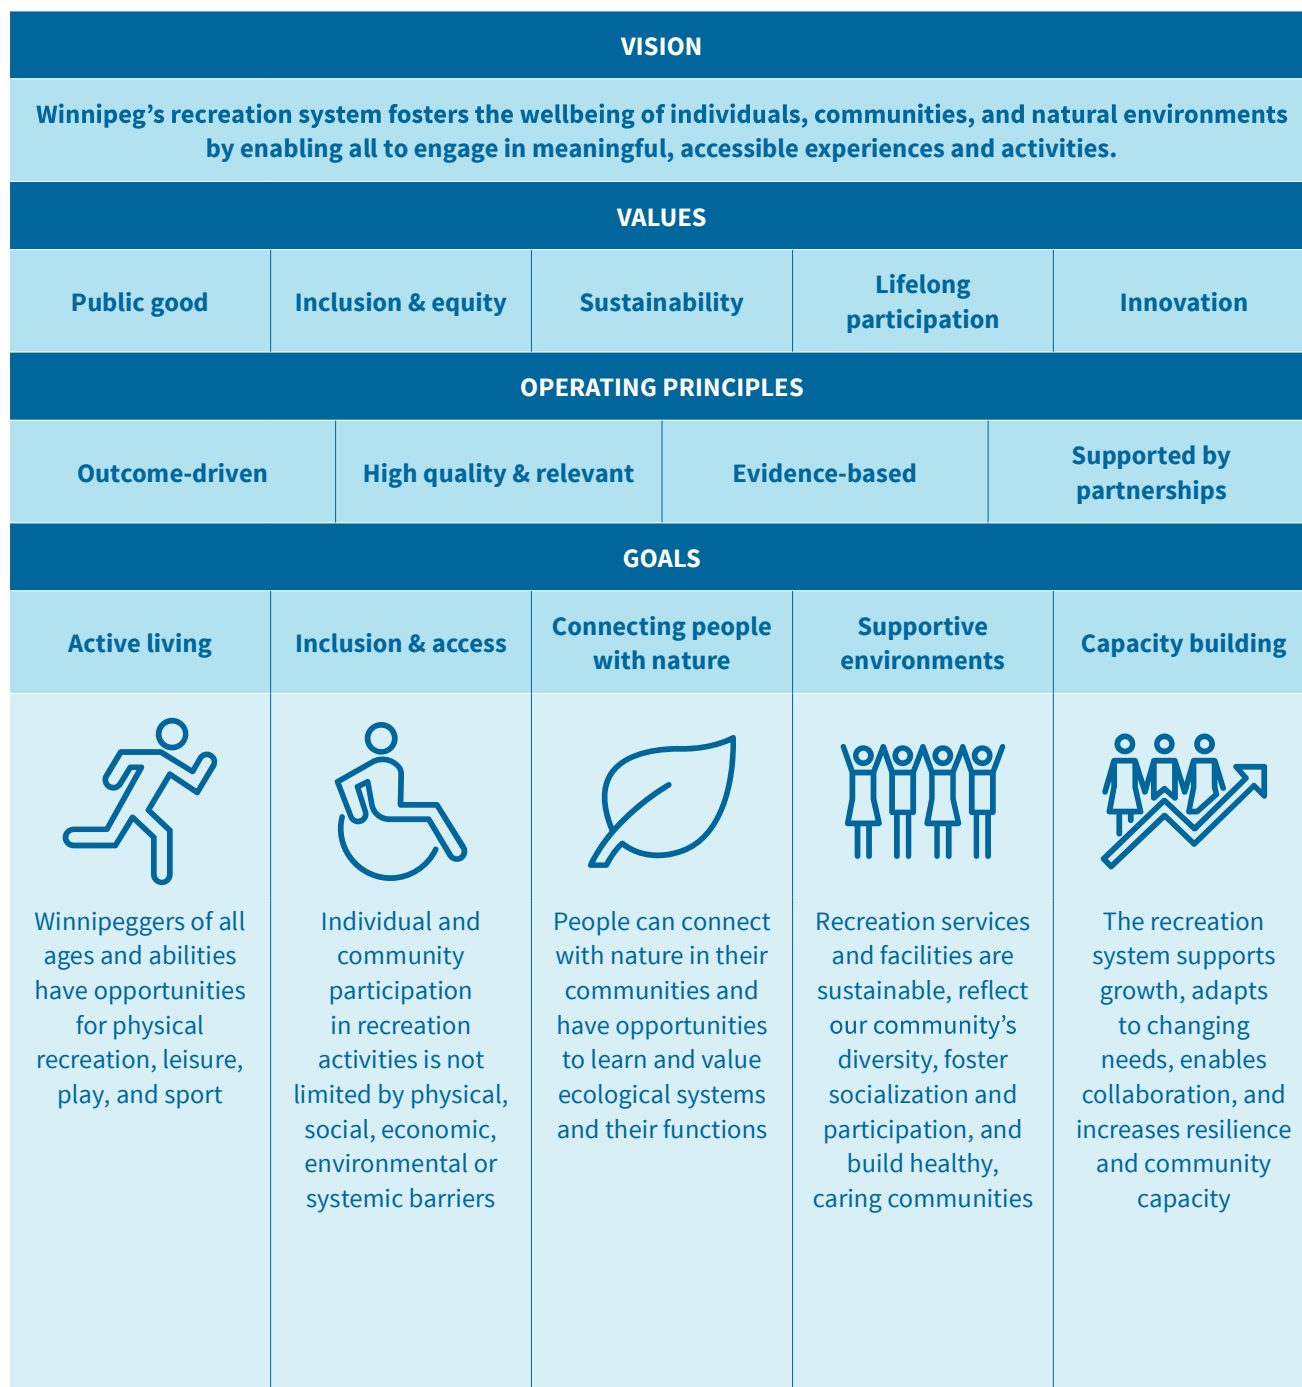 VISION
Winnipeg’s recreation system fosters the wellbeing of individuals, communities, and natural environments
by enabling all to engage in meaningful, accessible experiences and activities.
VALUES
Public good
Inclusion & equity
Sustainability
Lifelong
participation
Innovation
OPERATING PRINCIPLES
Outcome-driven
High quality & relevant
Evidence-based
Supported by
partnerships
GOALS
Active living
Inclusion & access
Connecting people
with nature
Supportive
environments
Capacity building
Winnipeggers of all
ages and abilities
have opportunities
for physical
recreation, leisure,
play, and sport
Individual and
community
participation
in recreation
activities is not
limited by physical,
social, economic,
environmental or
systemic barriers
People can connect
with nature in their
communities and
have opportunities
to learn and value
ecological systems
and their functions
Recreation services
and facilities are
sustainable, reflect
our community’s
diversity, foster
socialization and
participation, and
build healthy,
caring communities
The recreation
system supports
growth, adapts
to changing
needs, enables
collaboration, and
increases resilience
and community
capacity